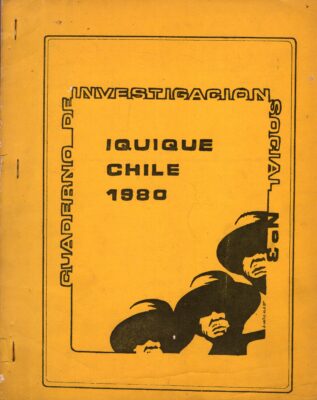 CUADERNO DE
INVESTIGACION
SOCIAL Nº3
IQUIQUE
CHILE
1980